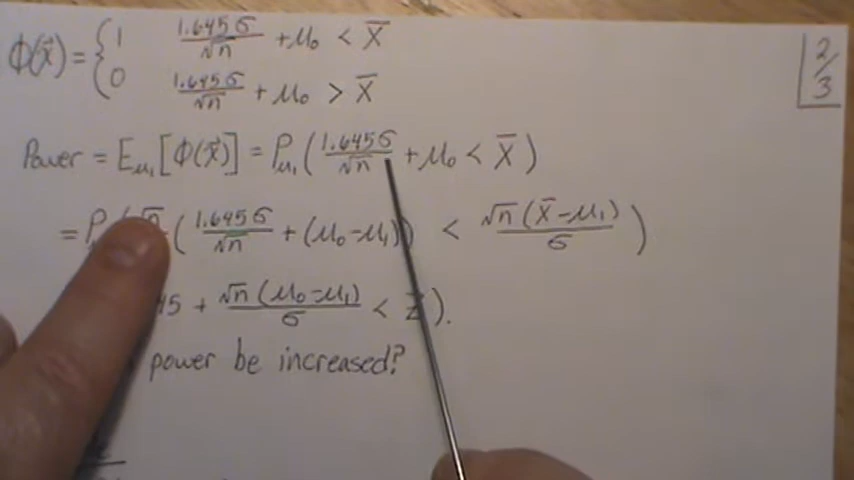 Φ(x⃗) = { 1   1.645σ/√n + μ₀ < X̄
0   1.645σ/√n + μ₀ > X̄
2/3
Power = E_μ₁[Φ(x⃗)] = P_μ₁(1.645σ/√n + μ₀ < X̄)
= P (√n (1.645σ/√n + (μ₀-μ₁)) < √n(X̄-μ₁)/σ)
45 + √n(μ₀-μ₁)/σ < Z).
power be increased?